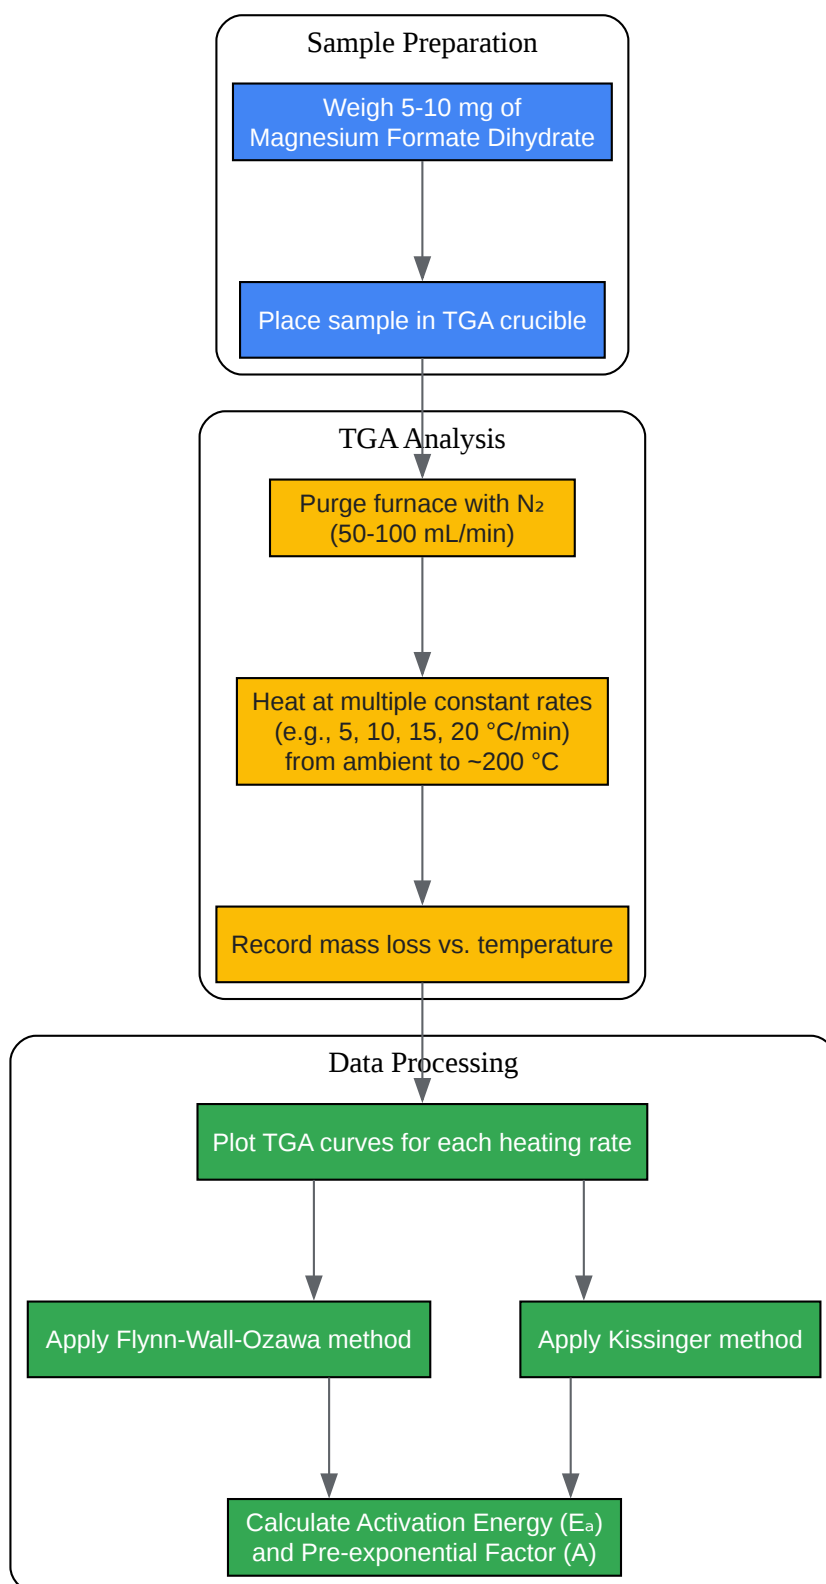 Sample Preparation
Weigh 5-10 mg of
Magnesium Formate Dihydrate
Place sample in TGA crucible
TGA Analysis
Purge furnace with N₂
(50-100 mL/min)
Heat at multiple constant rates
(e.g., 5, 10, 15, 20 °C/min)
from ambient to ~200 °C
Record mass loss vs. temperature
Data Processing
Plot TGA curves for each heating rate
Apply Flynn-Wall-Ozawa method
Apply Kissinger method
Calculate Activation Energy (Eₐ)
and Pre-exponential Factor (A)